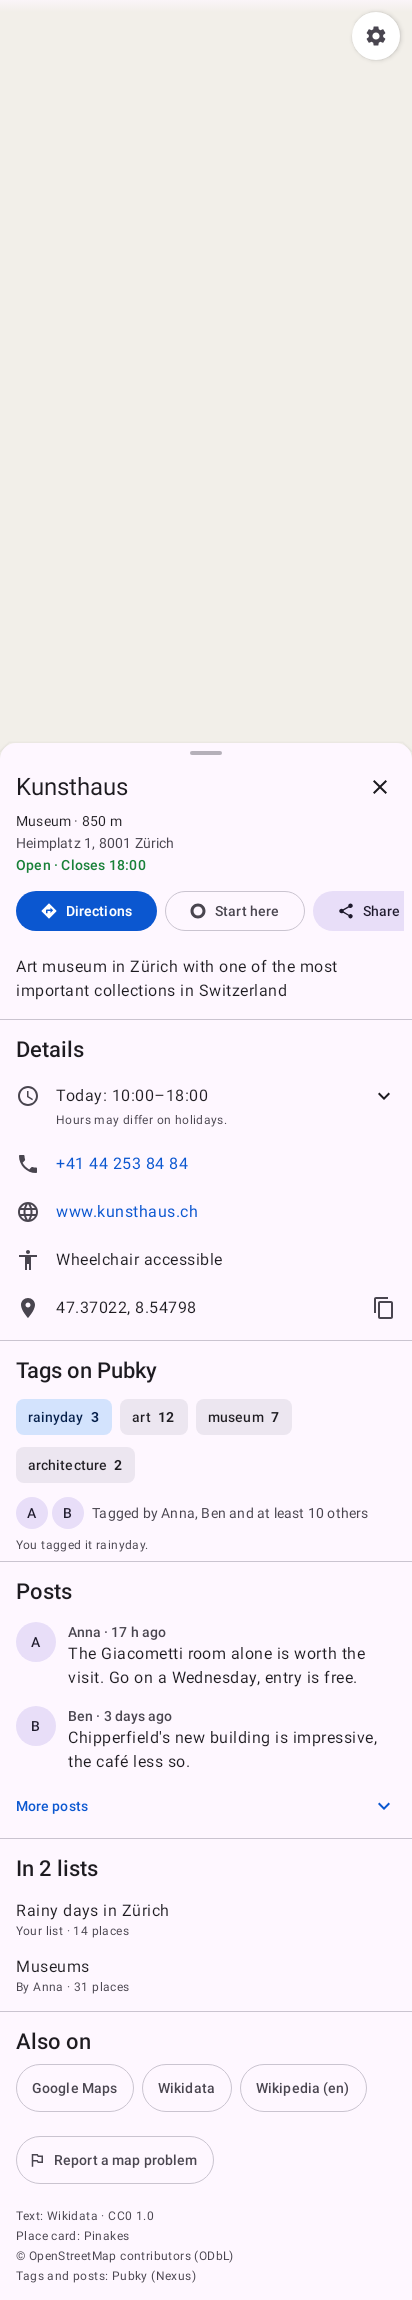 Kunsthaus
Museum · 850 m
Heimplatz 1, 8001 Zürich
Open · Closes 18:00
Directions
Start here
Share
Art museum in Zürich with one of the most
important collections in Switzerland
Details
Today: 10:00–18:00
Hours may differ on holidays.
+41 44 253 84 84
www.kunsthaus.ch
Wheelchair accessible
47.37022, 8.54798
Tags on Pubky
rainyday 3
art 12
museum 7
architecture 2
A B Tagged by Anna, Ben and at least 10 others
You tagged it rainyday.
Posts
A
Anna · 17 h ago
The Giacometti room alone is worth the
visit. Go on a Wednesday, entry is free.
B
Ben · 3 days ago
Chipperfield's new building is impressive,
the café less so.
More posts
In 2 lists
Rainy days in Zürich
Your list · 14 places
Museums
By Anna · 31 places
Also on
Google Maps
Wikidata
Wikipedia (en)
Report a map problem
Text: Wikidata · CC0 1.0
Place card: Pinakes
© OpenStreetMap contributors (ODbL)
Tags and posts: Pubky (Nexus)